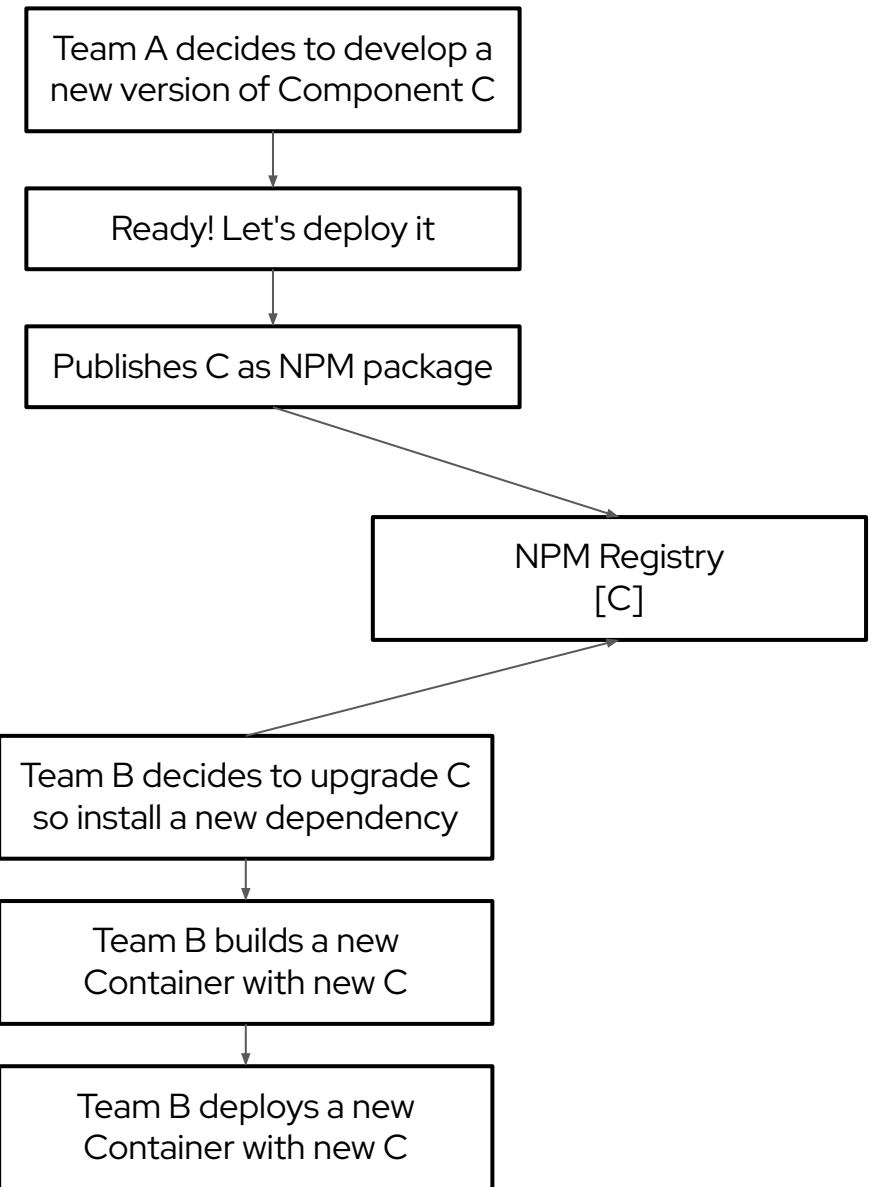 Team A decides to develop a
new version of Component C
Ready! Let's deploy it
Publishes C as NPM package
NPM Registry
[C]
Team B decides to upgrade C
so install a new dependency
Team B builds a new
Container with new C
Team B deploys a new
Container with new C